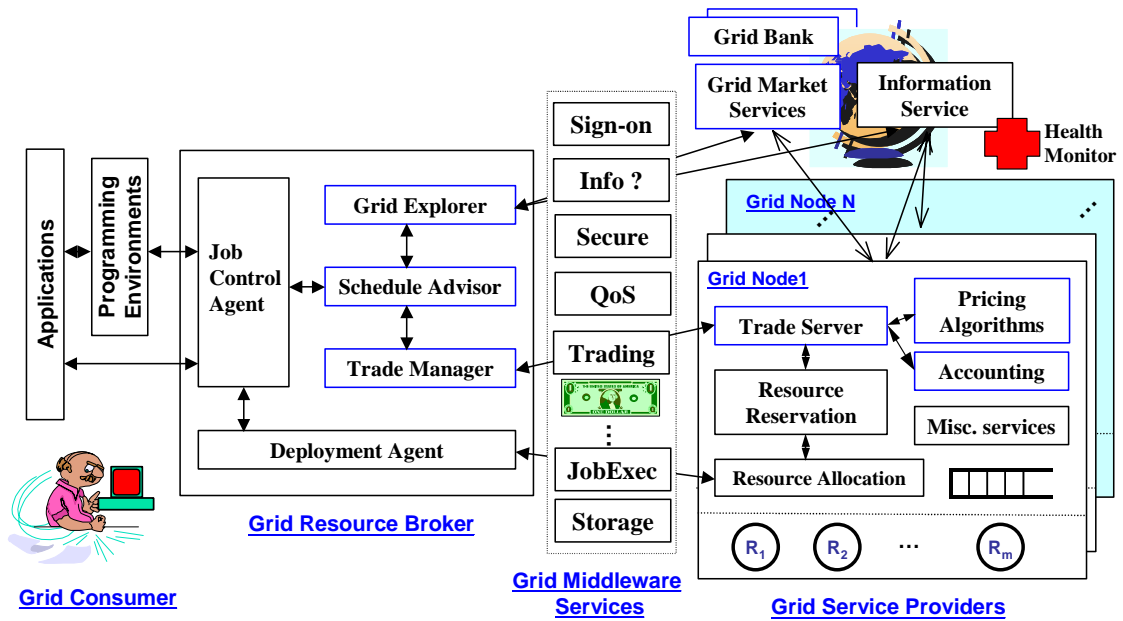 Grid Bank
Grid Market
Services
Information
Service
Health
Monitor
Applications
Programming
Environments
Job
Control
Agent
Grid Explorer
Schedule Advisor
Trade Manager
Deployment Agent
Grid Resource Broker
Grid Consumer
Sign-on
Info ?
Secure
QoS
Trading
...
JobExec
Storage
Grid Middleware
Services
Grid Node N
...
...
Grid Node1
Trade Server
Pricing
Algorithms
Accounting
Resource
Reservation
Misc. services
Resource Allocation
R1 R2 ... Rm
Grid Service Providers